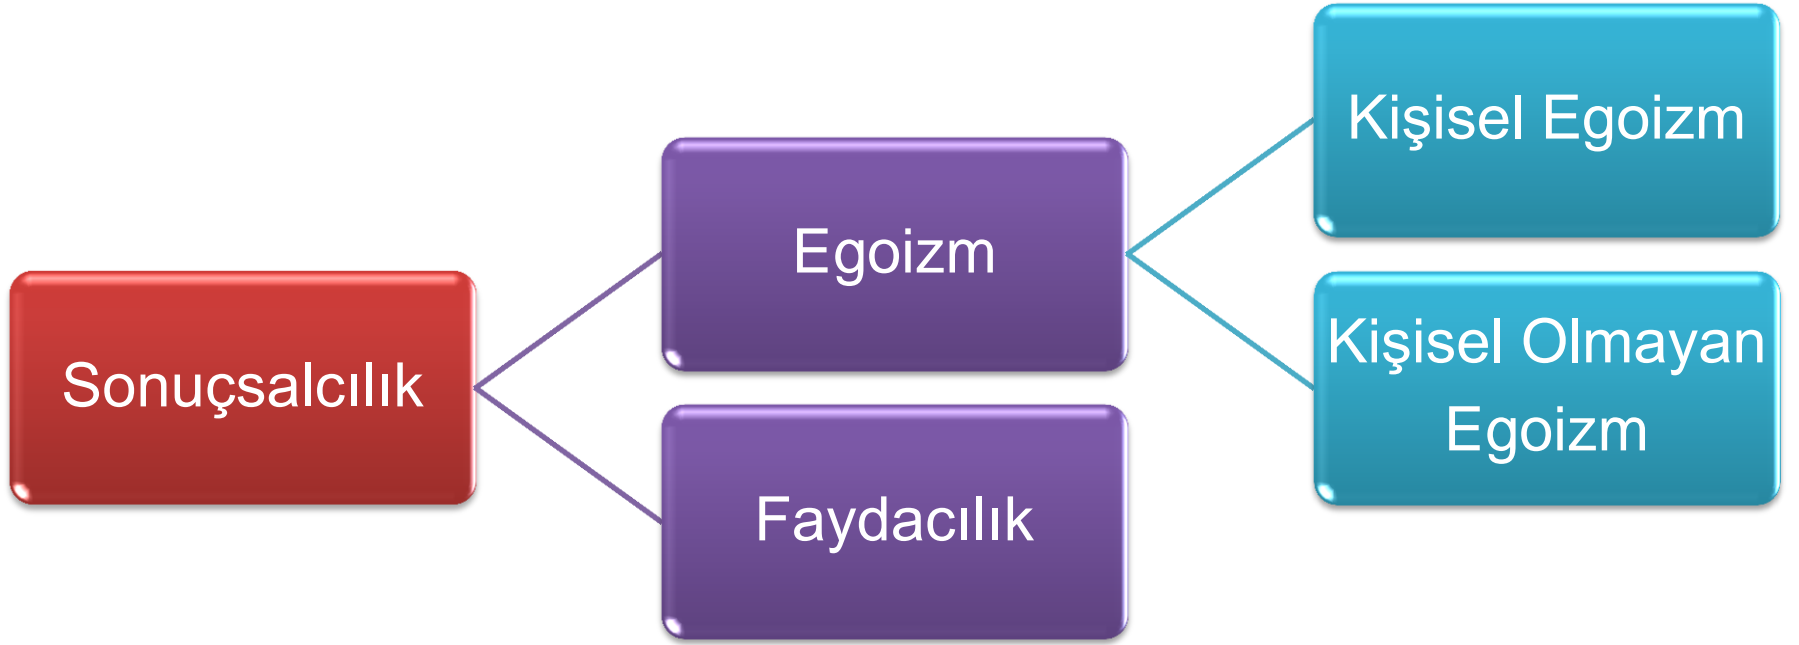 Sonuçsalcılık
Egoizm
Kişisel Egoizm
Kişisel Olmayan
Egoizm
Faydacılık